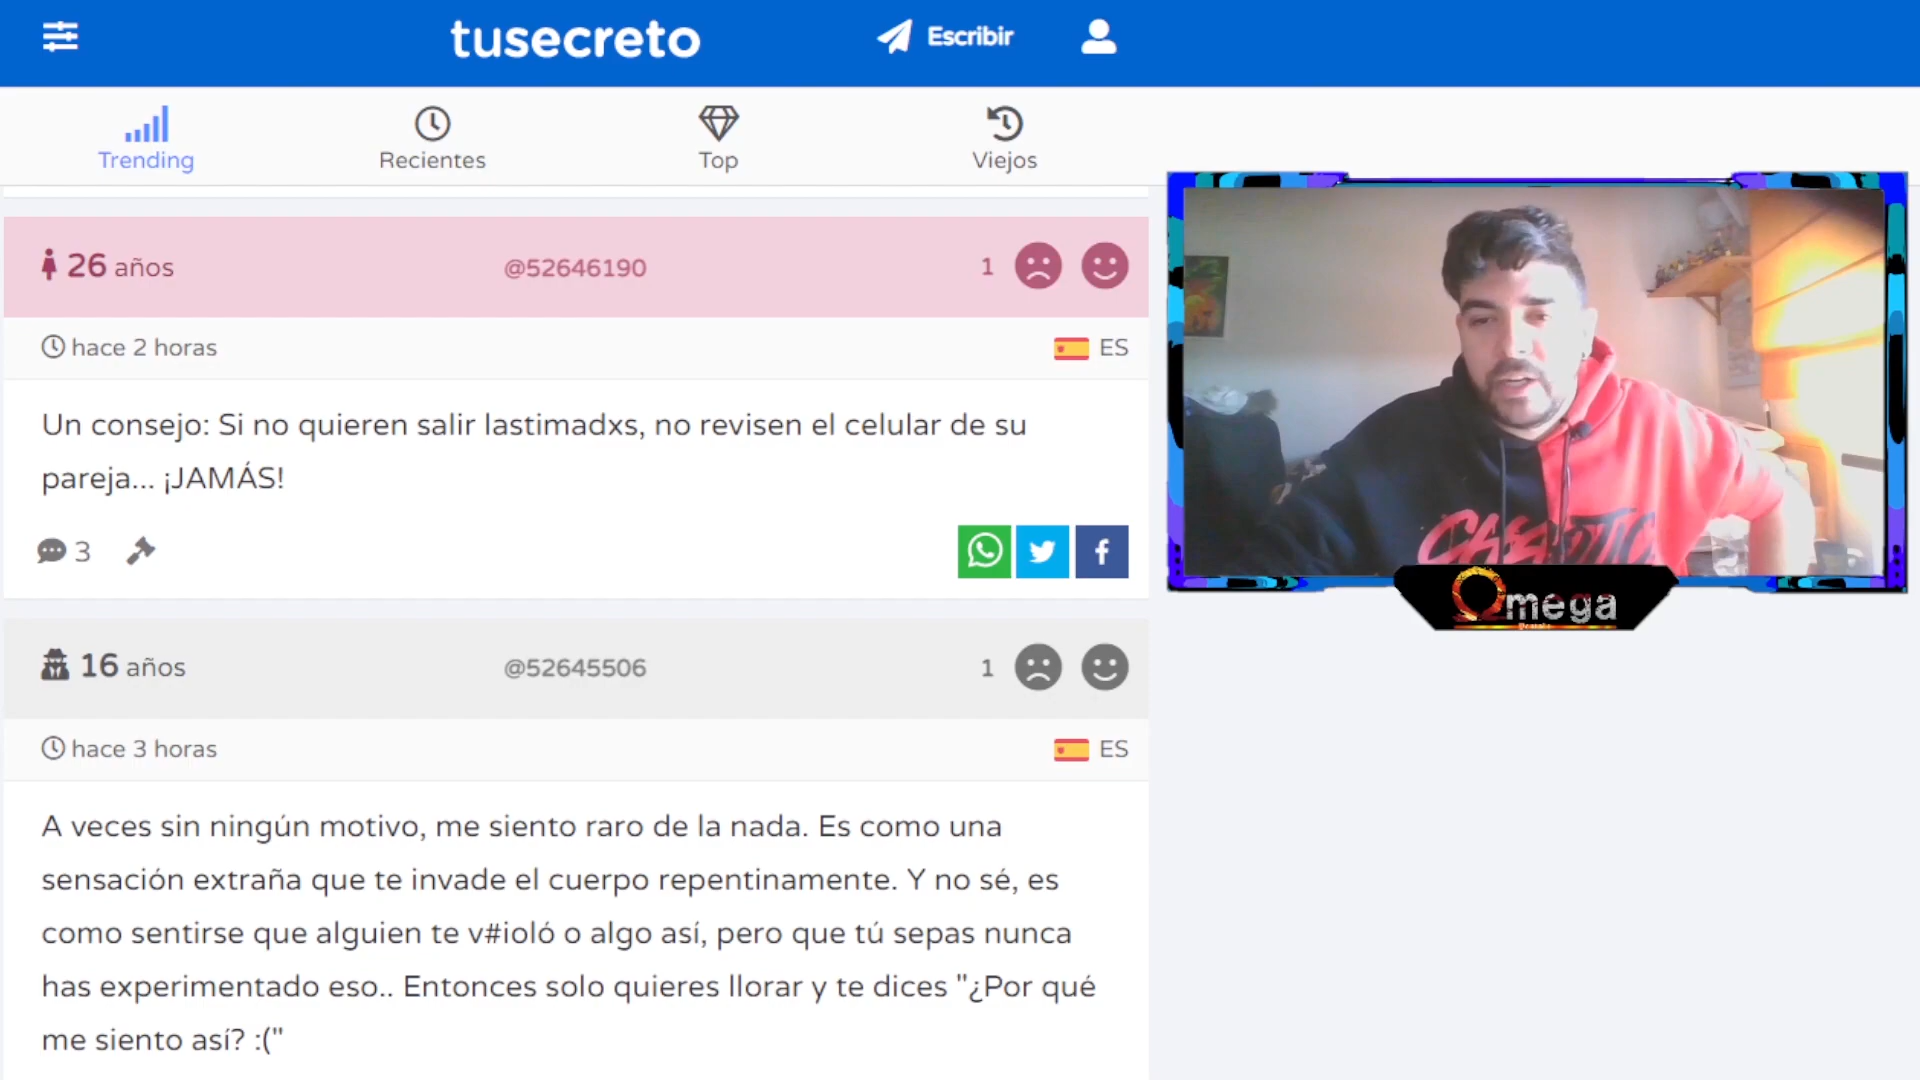 tusecreto
Escribir
Trending
Recientes
Top
Viejos
26 años
@52646190
1
hace 2 horas
ES
Un consejo: Si no quieren salir lastimadxs, no revisen el celular de su
pareja... ¡JAMÁS!
3
16 años
@52645506
1
hace 3 horas
ES
A veces sin ningún motivo, me siento raro de la nada. Es como una
sensación extraña que te invade el cuerpo repentinamente. Y no sé, es
como sentirse que alguien te v#ioló o algo así, pero que tú sepas nunca
has experimentado eso.. Entonces solo quieres llorar y te dices "¿Por qué
me siento así? :("
Omega